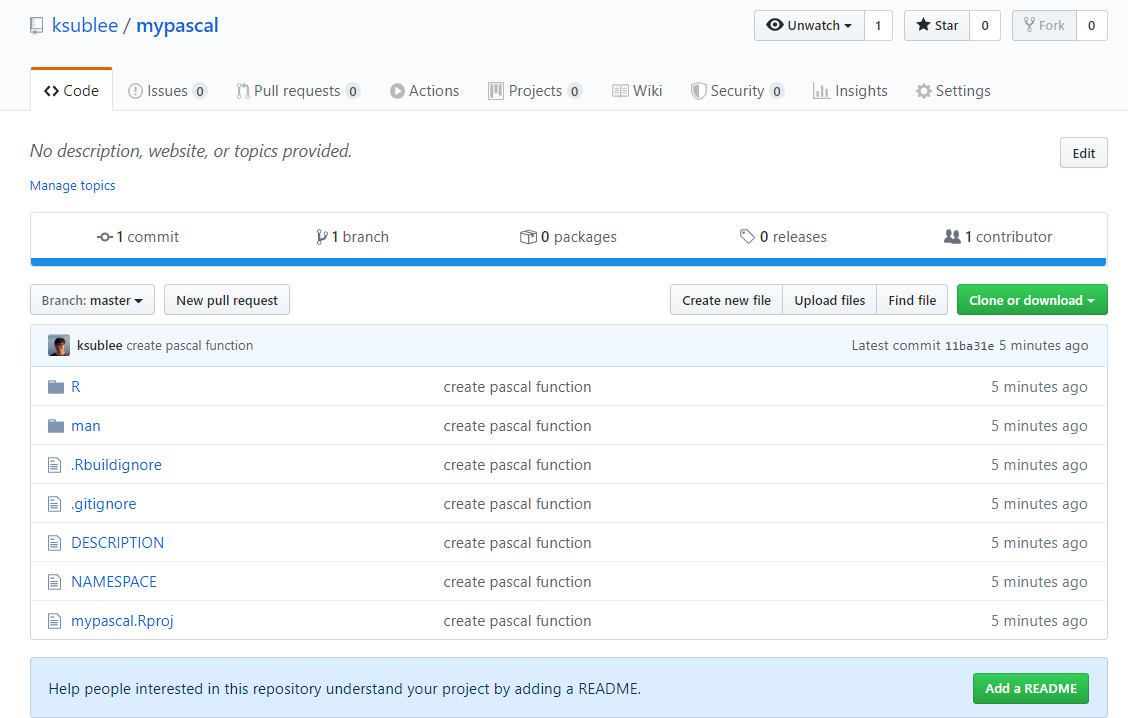 ksublee / mypascal Unwatch 1 Star 0 Fork 0
Code Issues 0 Pull requests 0 Actions Projects 0 Wiki Security 0 Insights Settings
No description, website, or topics provided. Edit
Manage topics
1 commit 1 branch 0 packages 0 releases 1 contributor
Branch: master New pull request Create new file Upload files Find file Clone or download
ksublee create pascal function Latest commit 11ba31e 5 minutes ago
R create pascal function 5 minutes ago
man create pascal function 5 minutes ago
.Rbuildignore create pascal function 5 minutes ago
.gitignore create pascal function 5 minutes ago
DESCRIPTION create pascal function 5 minutes ago
NAMESPACE create pascal function 5 minutes ago
mypascal.Rproj create pascal function 5 minutes ago
Help people interested in this repository understand your project by adding a README. Add a README